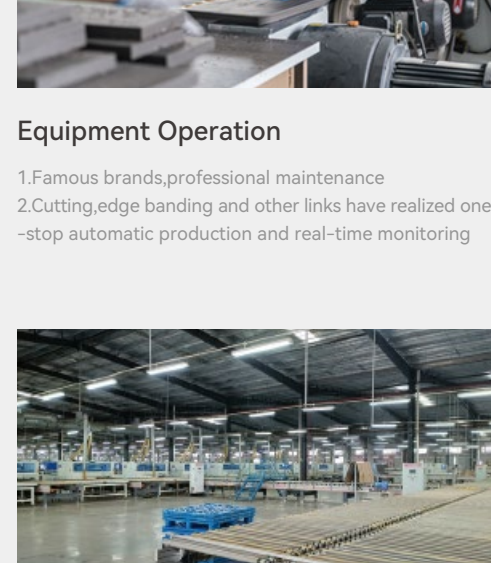 Equipment Operation
1.Famous brands,professional maintenance
2.Cutting,edge banding and other links have realized one
-stop automatic production and real-time monitoring